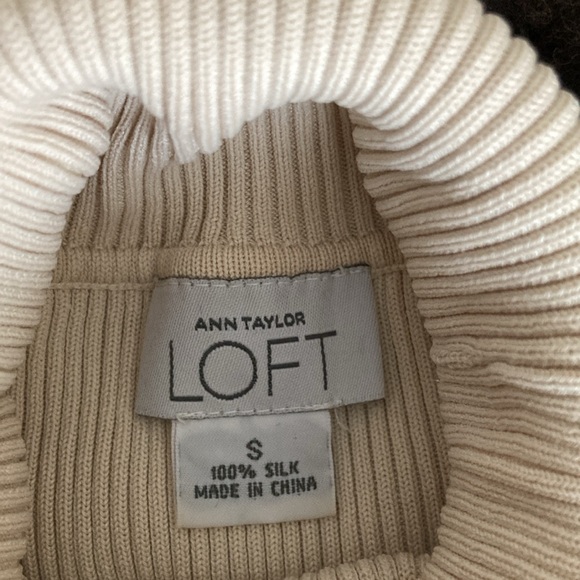 ANN TAYLOR
LOFT
S
100% SILK
MADE IN CHINA